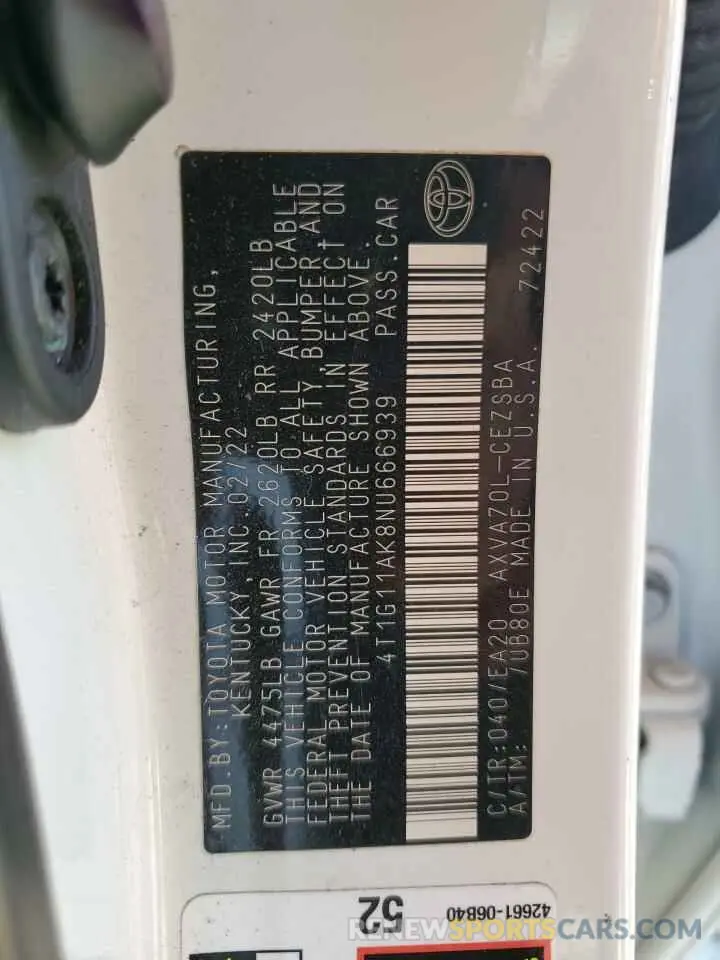 MFD.BY:TOYOTA MOTOR MANUFACTURING,
KENTUCKY, INC. 02/22
GVWR 4475LB GAWR FR 2620LB RR 2420LB
THIS VEHICLE CONFORMS TO ALL APPLICABLE
FEDERAL MOTOR VEHICLE SAFETY, BUMPER, AND
THEFT PREVENTION STANDARDS IN EFFECT ON
THE DATE OF MANUFACTURE SHOWN ABOVE.
4T1G11AK8NU666939 PASS.CAR
C/TR:040/EA20 AXVA70L-CEZSBA
A/TM: /UB80E MADE IN U.S.A. 72422
52
42661-06B40
RENEWSPORTSCARS.COM